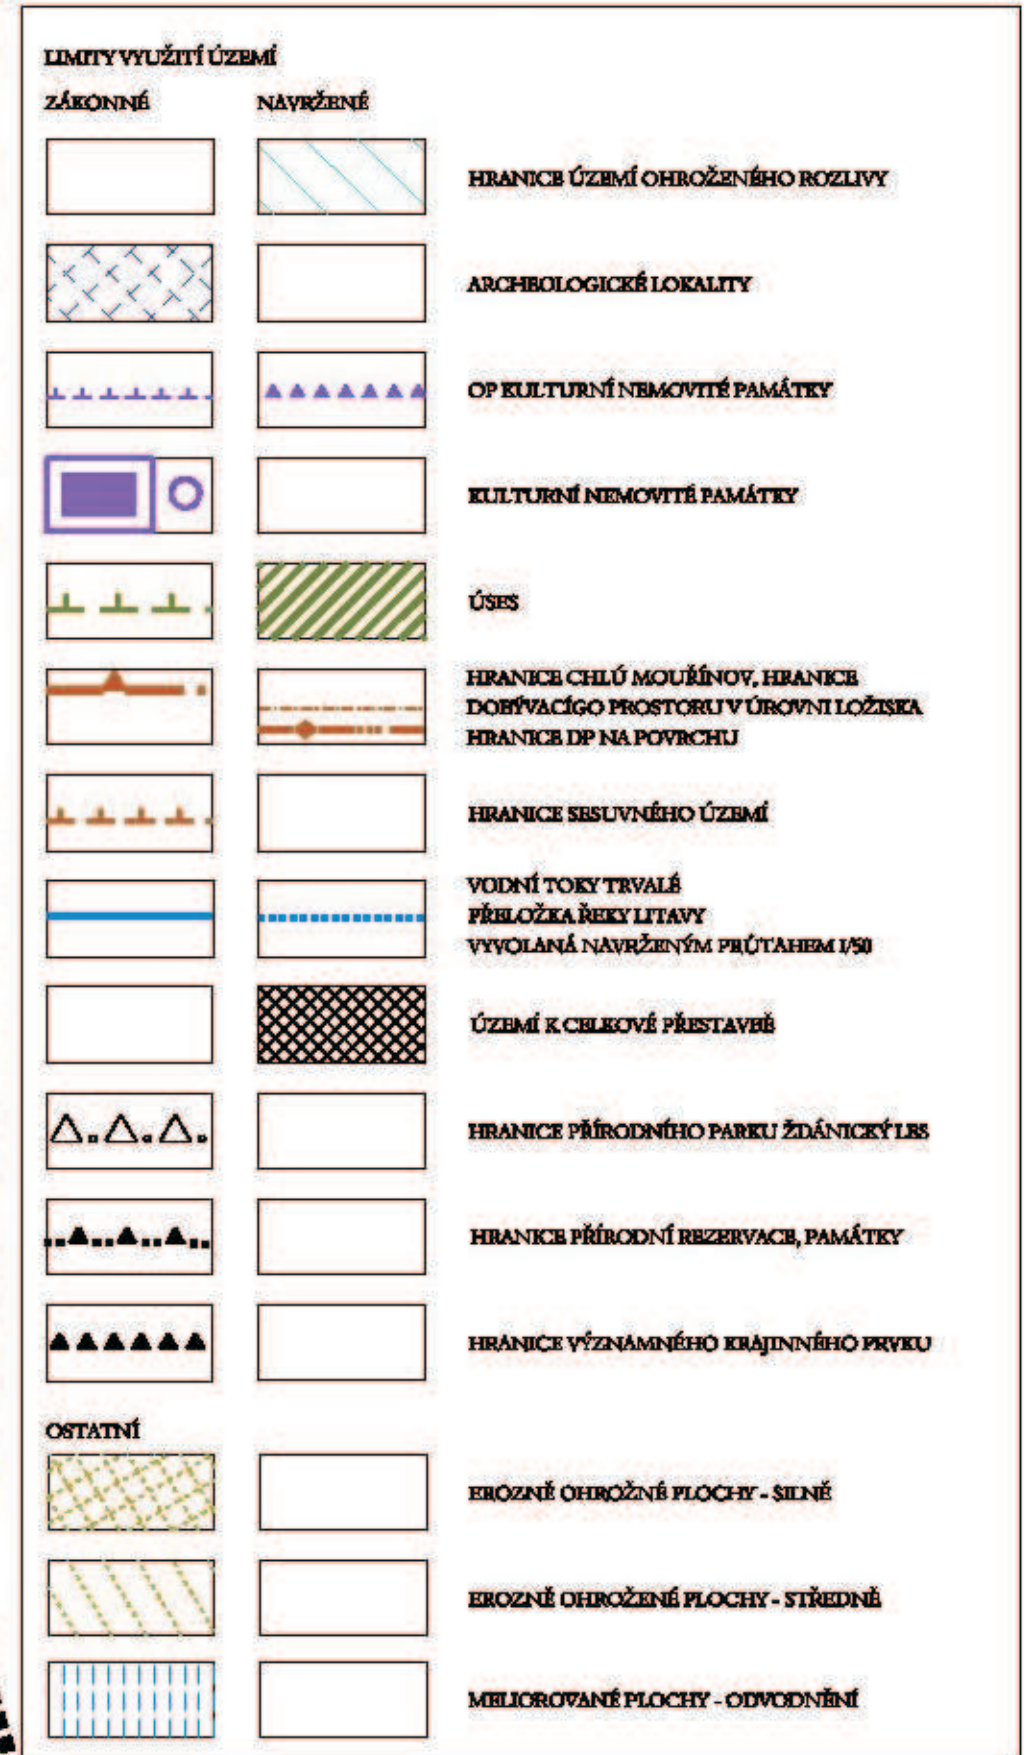 LIMITY VYUŽITÍ ÚZEMÍ
ZÁKONNÉ NAVRŽENÉ
HRANICE ÚZEMÍ OHROŽENÉHO ROZLIVY
ARCHEOLOGICKÉ LOKALITY
OP KULTURNÍ NEMOVITÉ PAMÁTKY
KULTURNÍ NEMOVITÉ PAMÁTKY
ÚSES
HRANICE CHLÚ MOUŘÍNOV, HRANICE
DOBÝVACÍGO PROSTORU V ÚROVNI LOŽISKA
HRANICE DP NA POVRCHU
HRANICE SESUVNÉHO ÚZEMÍ
VODNÍ TOKY TRVALÉ
PŘELOŽKA ŘEKY LITAVY
VYVOLANÁ NAVRŽENÝM PRŮTAHEM I/50
ÚZEMÍ K CELKOVÉ PŘESTAVBĚ
HRANICE PŘÍRODNÍHO PARKU ŽDÁNICKÝ LES
HRANICE PŘÍRODNÍ REZERVACE, PAMÁTKY
HRANICE VÝZNAMNÉHO KRAJINNÉHO PRVKU
OSTATNÍ
EROZNĚ OHROŽNÉ PLOCHY - SILNĚ
EROZNĚ OHROŽENÉ PLOCHY - STŘEDNĚ
MELIOROVANÉ PLOCHY - ODVODNĚNÍ